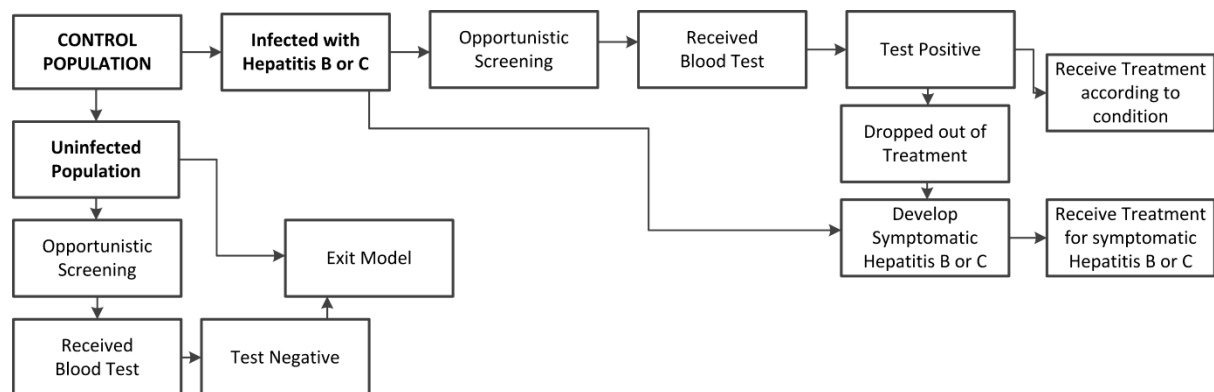 CONTROL
POPULATION
Infected with
Hepatitis B or C
Opportunistic
Screening
Received
Blood Test
Test Positive
Receive Treatment
according to
condition
Uninfected
Population
Dropped out of
Treatment
Opportunistic
Screening
Exit Model
Develop
Symptomatic
Hepatitis B or C
Receive Treatment
for symptomatic
Hepatitis B or C
Received
Blood Test
Test Negative